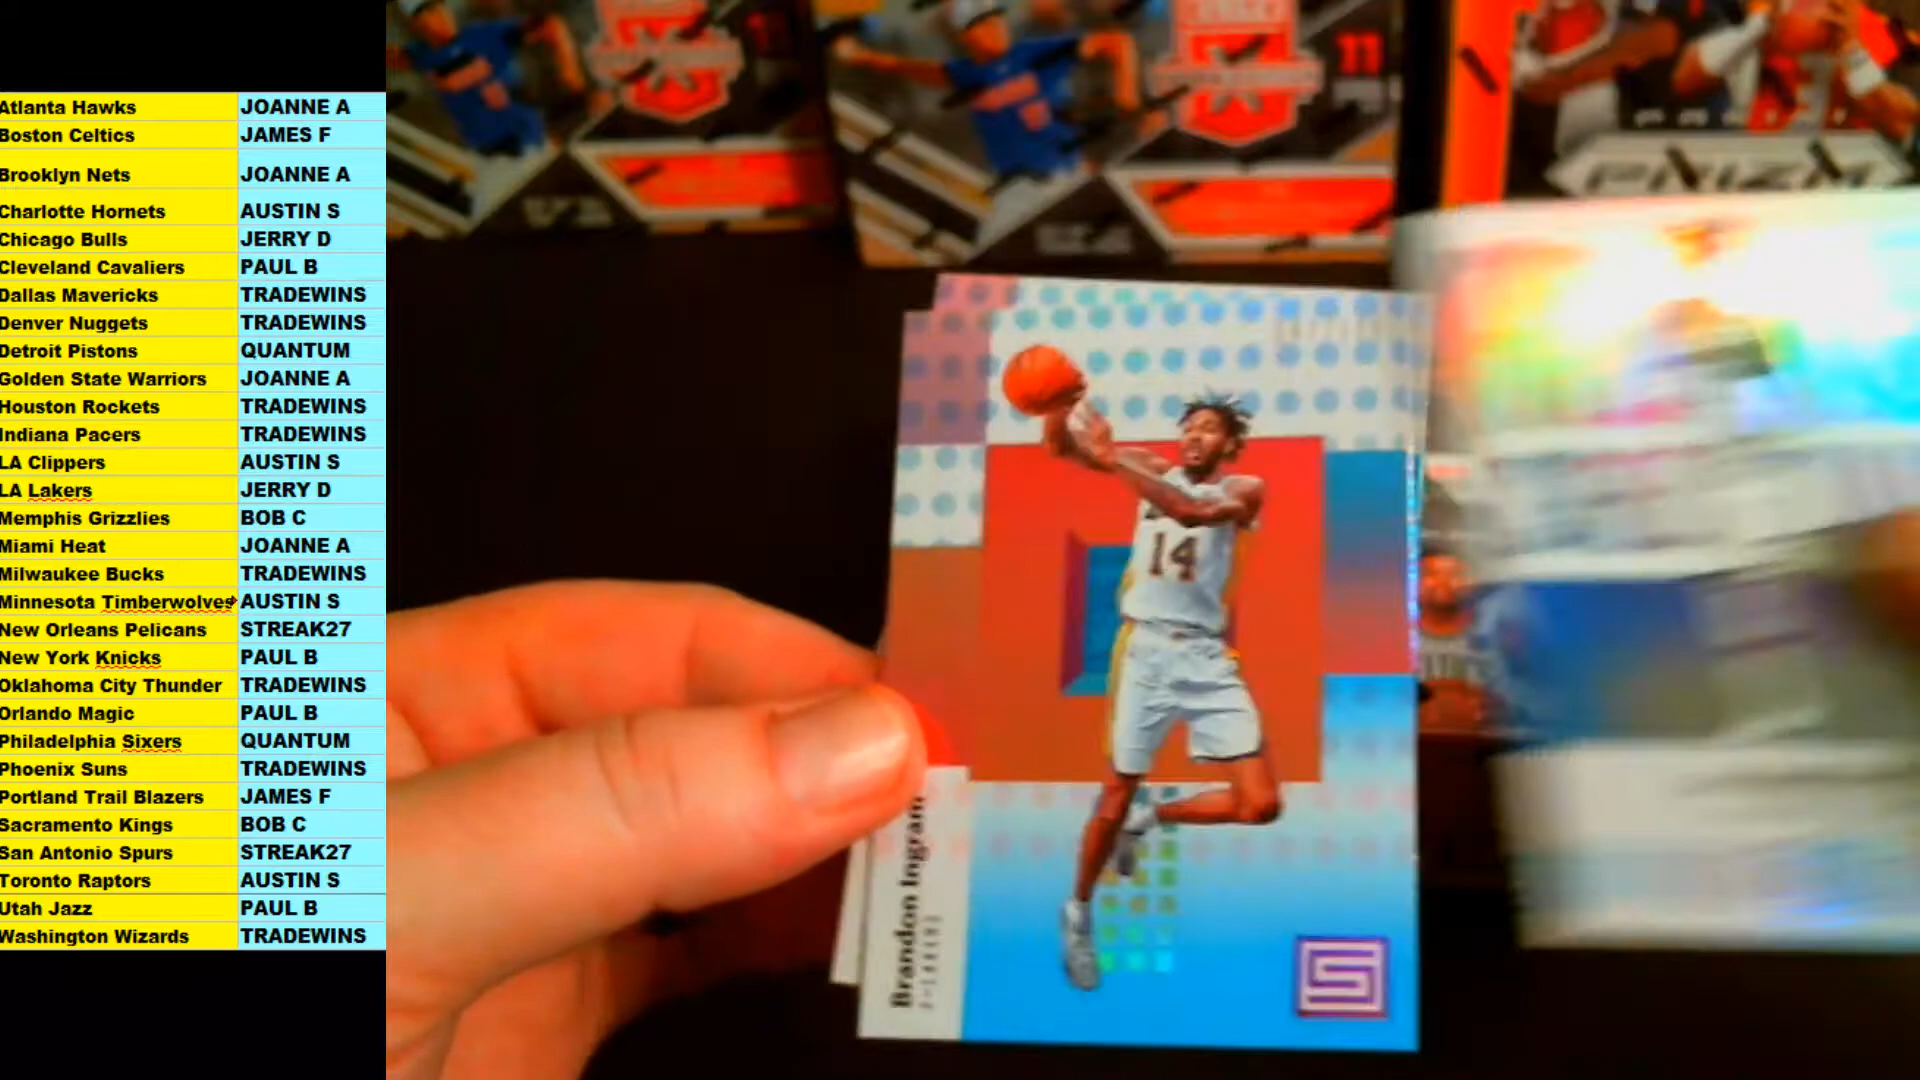 Atlanta Hawks JOANNE A
Boston Celtics JAMES F
Brooklyn Nets JOANNE A
Charlotte Hornets AUSTIN S
Chicago Bulls JERRY D
Cleveland Cavaliers PAUL B
Dallas Mavericks TRADEWINS
Denver Nuggets TRADEWINS
Detroit Pistons QUANTUM
Golden State Warriors JOANNE A
Houston Rockets TRADEWINS
Indiana Pacers TRADEWINS
LA Clippers AUSTIN S
LA Lakers JERRY D
Memphis Grizzlies BOB C
Miami Heat JOANNE A
Milwaukee Bucks TRADEWINS
Minnesota Timberwolves AUSTIN S
New Orleans Pelicans STREAK27
New York Knicks PAUL B
Oklahoma City Thunder TRADEWINS
Orlando Magic PAUL B
Philadelphia Sixers QUANTUM
Phoenix Suns TRADEWINS
Portland Trail Blazers JAMES F
Sacramento Kings BOB C
San Antonio Spurs STREAK27
Toronto Raptors AUSTIN S
Utah Jazz PAUL B
Washington Wizards TRADEWINS
11
PRIZM
14
Brandon Ingram